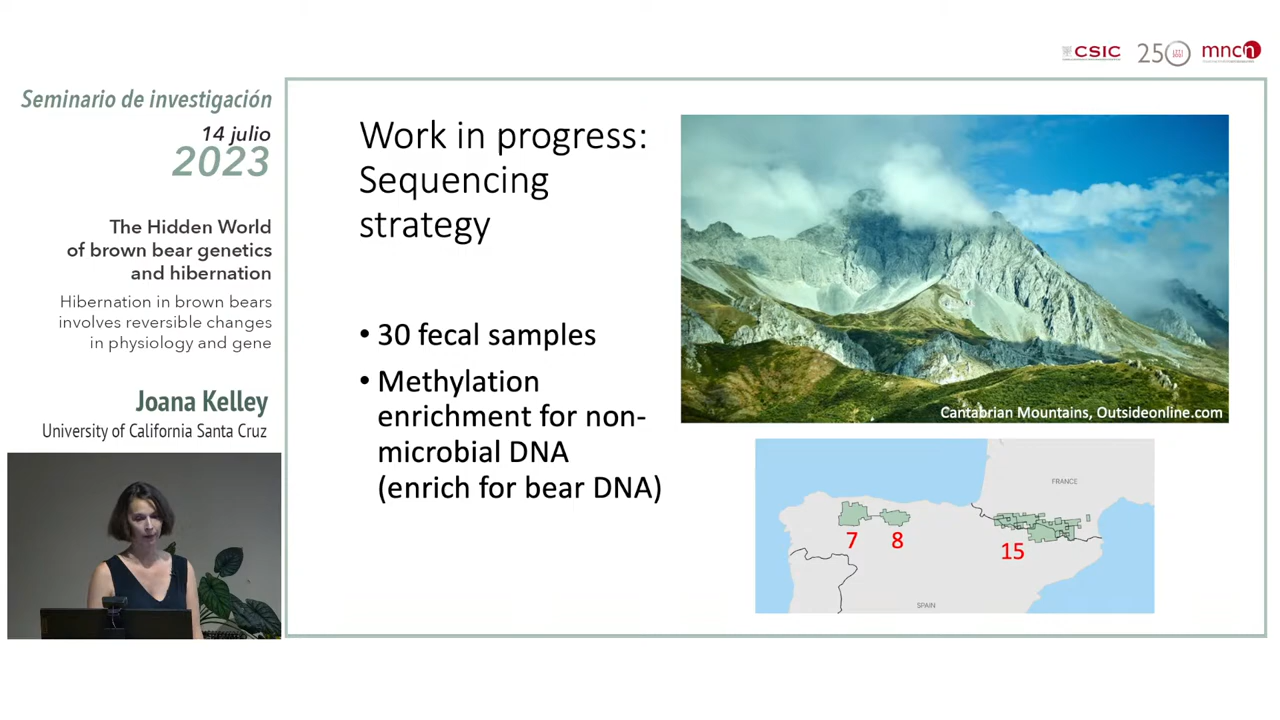 CSIC
250
mncn
Seminario de investigación
14 julio
2023
The Hidden World
of brown bear genetics
and hibernation
Hibernation in brown bears
involves reversible changes
in physiology and gene
Joana Kelley
University of California Santa Cruz
Work in progress:
Sequencing
strategy
• 30 fecal samples
• Methylation
enrichment for non-
microbial DNA
(enrich for bear DNA)
Cantabrian Mountains, Outsideonline.com
FRANCE
7
8
15
SPAIN